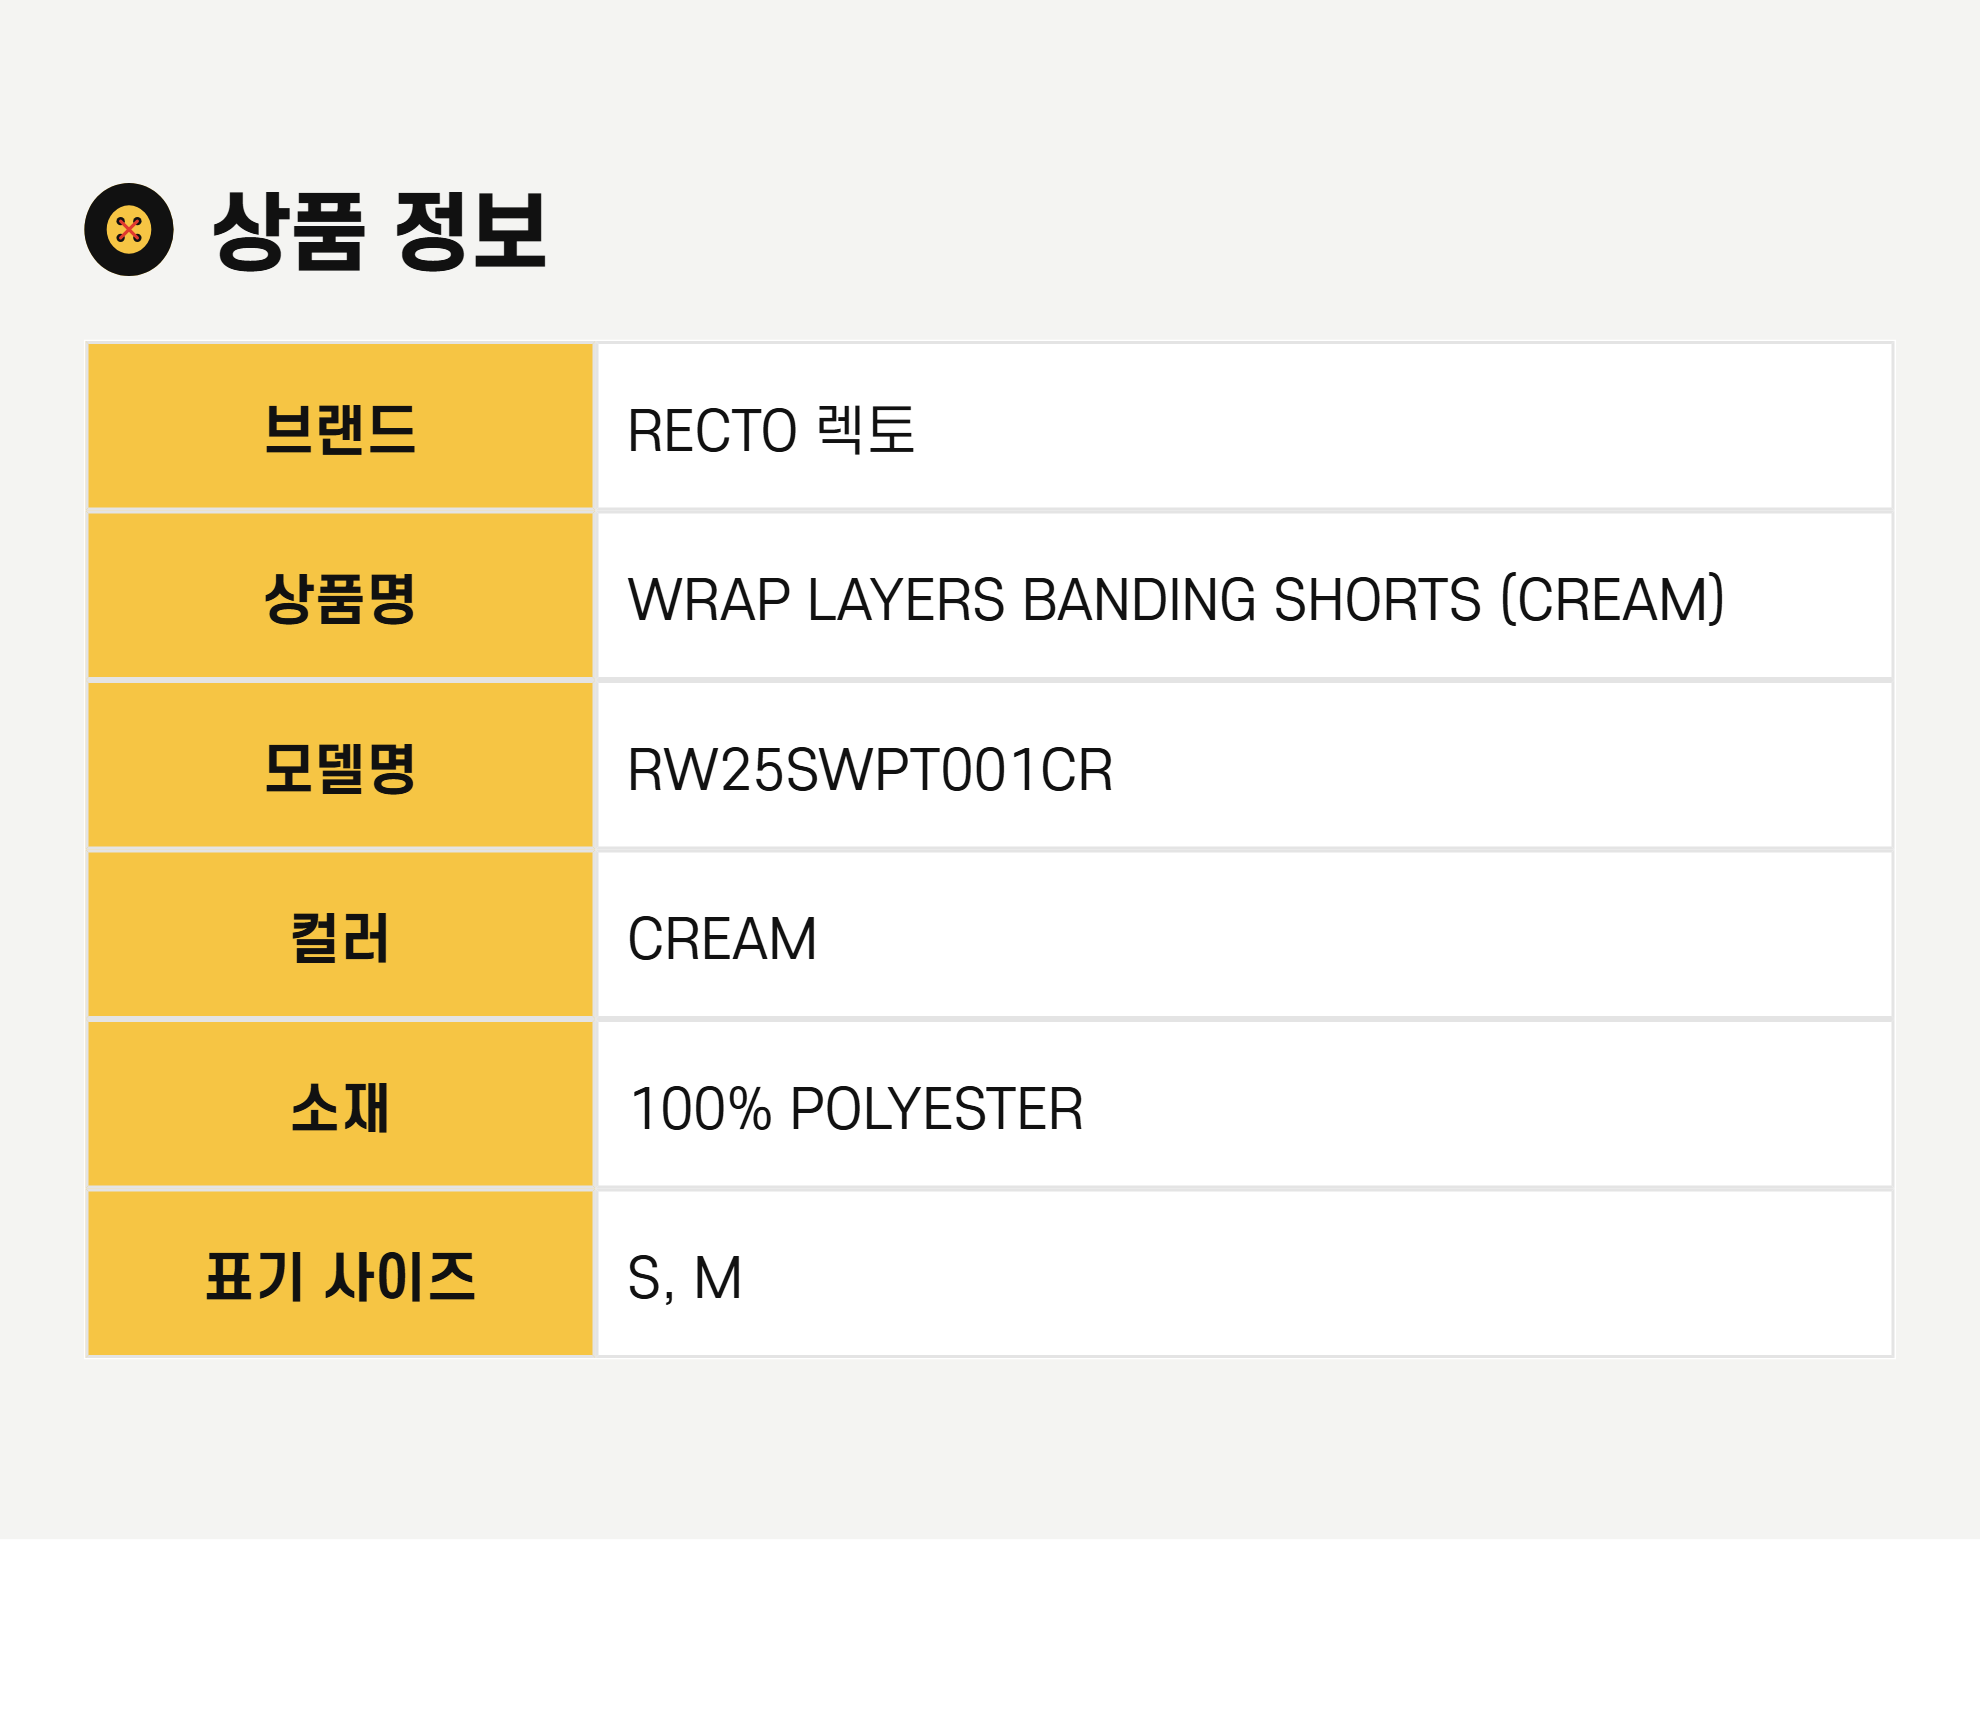 상품 정보
브랜드 RECTO 렉토
상품명 WRAP LAYERS BANDING SHORTS (CREAM)
모델명 RW25SWPT001CR
컬러 CREAM
소재 100% POLYESTER
표기 사이즈 S, M